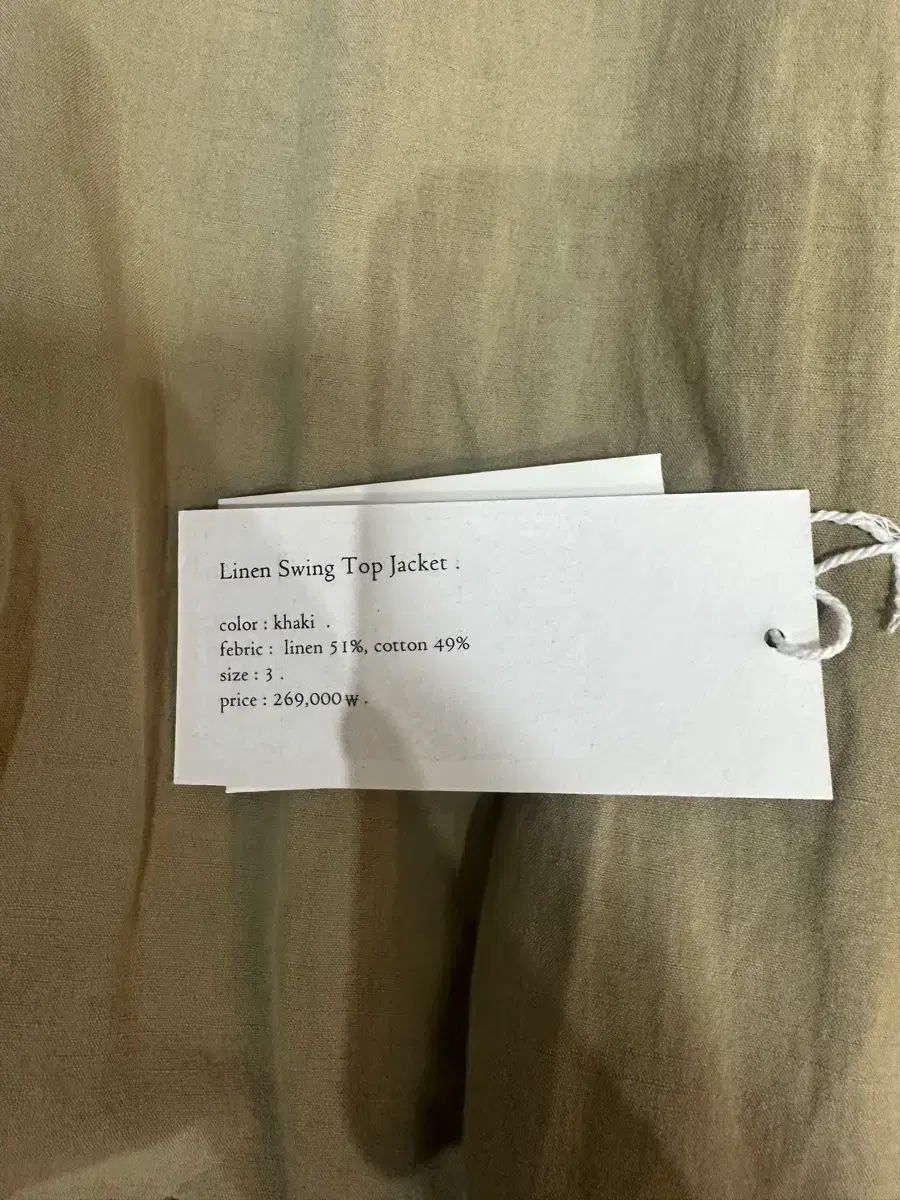 Linen Swing Top Jacket .
color : khaki .
febric : linen 51%, cotton 49%
size : 3 .
price : 269,000₩ .